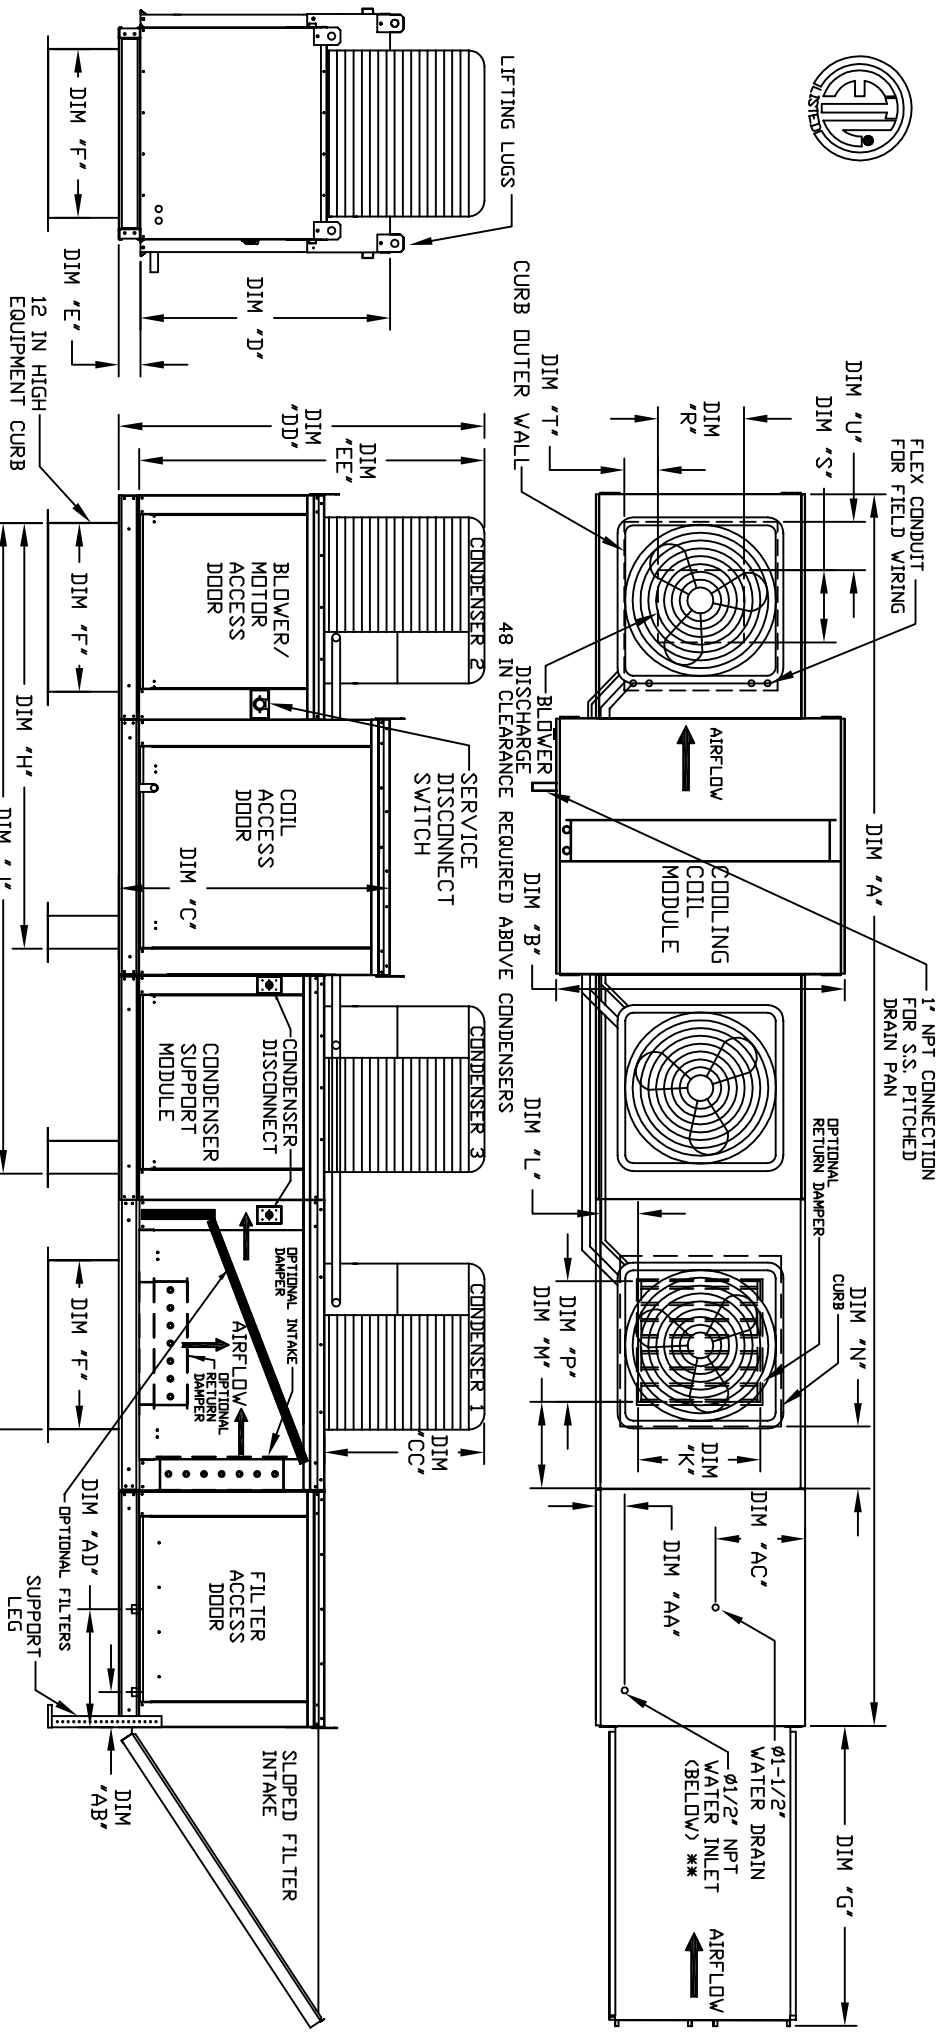 LISTED
LIFTING LUGS
DIM "F"
DIM "E"
DIM "D"
12 IN HIGH
EQUIPMENT CURB
FLEX CONDUIT
FOR FIELD WIRING
DIM "U"
DIM "S"
DIM
"R"
DIM "T"
CURB OUTER WALL
BLOWER
DISCHARGE
DIM "A"
AIRFLOW
COOLING
COIL
MODULE
DIM "B"
1" NPT CONNECTION
FOR S.S. PITCHED
DRAIN PAN
OPTIONAL
RETURN DAMPER
CURB
DIM "L"
DIM "N"
DIM "P"
DIM "M"
DIM
"K"
DIM "AC"
DIM "AA"
Ø1-1/2"
WATER DRAIN
Ø1/2" NPT
WATER INLET
(BELOW) **
DIM "G"
AIRFLOW
48 IN CLEARANCE REQUIRED ABOVE CONDENSERS
DIM
"DD"
DIM
"EE"
CONDENSER 2
CONDENSER 3
CONDENSER 1
BLOWER/
MOTOR
ACCESS
DOOR
SERVICE
DISCONNECT
SWITCH
COIL
ACCESS
DOOR
DIM "C"
CONDENSER
DISCONNECT
CONDENSER
SUPPORT
MODULE
OPTIONAL INTAKE
DAMPER
AIRFLOW
OPTIONAL
RETURN
DAMPER
DIM
"CC"
FILTER
ACCESS
DOOR
SLOPED FILTER
INTAKE
DIM "F"
DIM "H"
DIM "F"
DIM "AD"
OPTIONAL FILTERS
SUPPORT
LEG
DIM
"AB"